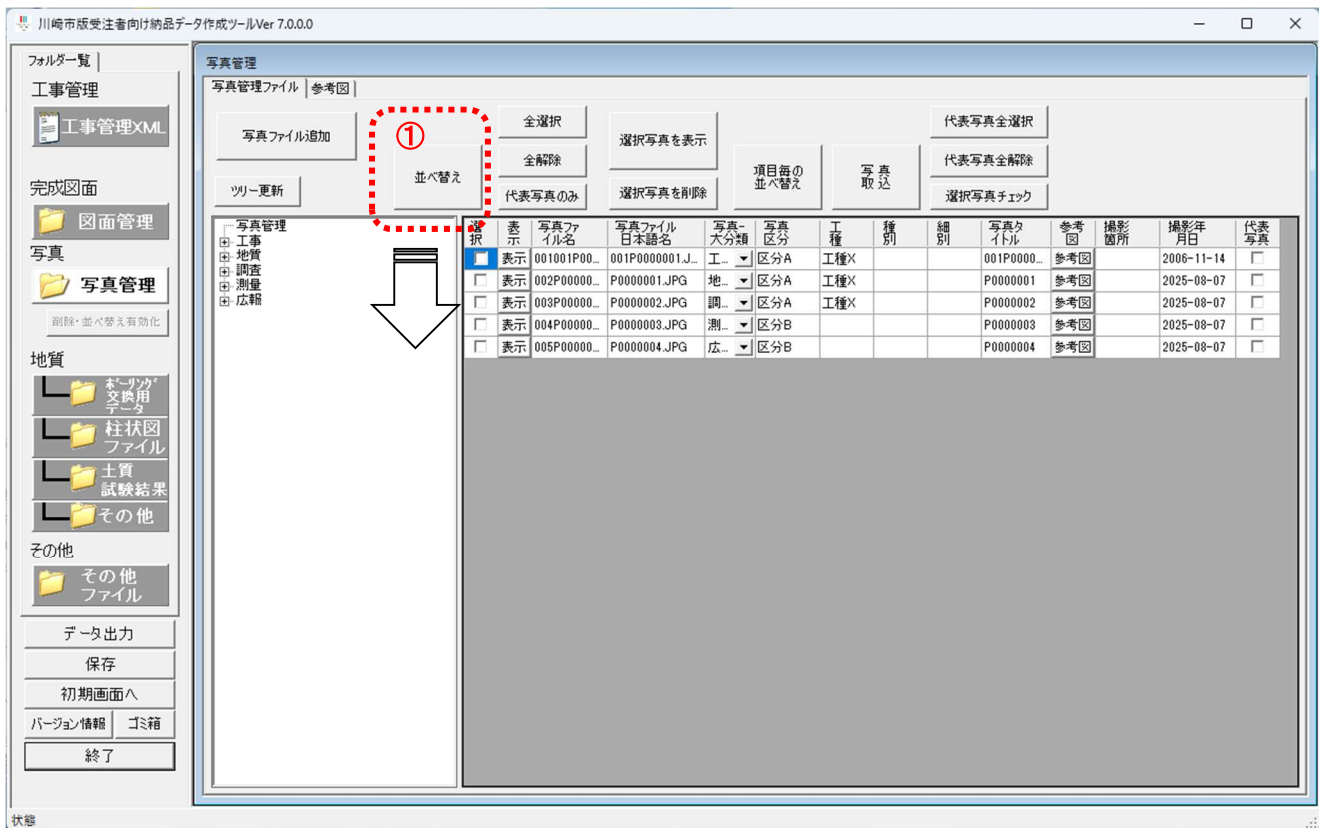 川崎市版受注者向け納品データ作成ツールVer 7.0.0.0
フォルダ一覧
工事管理
工事管理XML
完成図面
図面管理
写真
写真管理
削除・並べ替え有効化
地質
ボーリング
交換用
データ
柱状図
ファイル
土質
試験結果
その他
その他
その他
ファイル
データ出力
保存
初期画面へ
バージョン情報 ゴミ箱
終了
状態
写真管理
写真管理ファイル 参考図
写真ファイル追加
ツリー更新
①
並べ替え
全選択
全解除
代表写真のみ
選択写真を表示
選択写真を削除
項目毎の
並べ替え
写真
取込
代表写真全選択
代表写真全解除
選択写真チェック
写真管理
工事
地質
調査
測量
広報
選択 表示 写真ファイル名 写真ファイル日本語名 写真-大分類 写真区分 工種 種別 細別 写真タイトル 参考図 撮影箇所 撮影年月日 代表写真
表示 001001P00... 001P0000001.J... 工... 区分A 工種X 001P0000... 参考図 2006-11-14
表示 002P00000... P0000001.JPG 地... 区分A 工種X P0000001 参考図 2025-08-07
表示 003P00000... P0000002.JPG 調... 区分A 工種X P0000002 参考図 2025-08-07
表示 004P00000... P0000003.JPG 測... 区分B P0000003 参考図 2025-08-07
表示 005P00000... P0000004.JPG 広... 区分B P0000004 参考図 2025-08-07